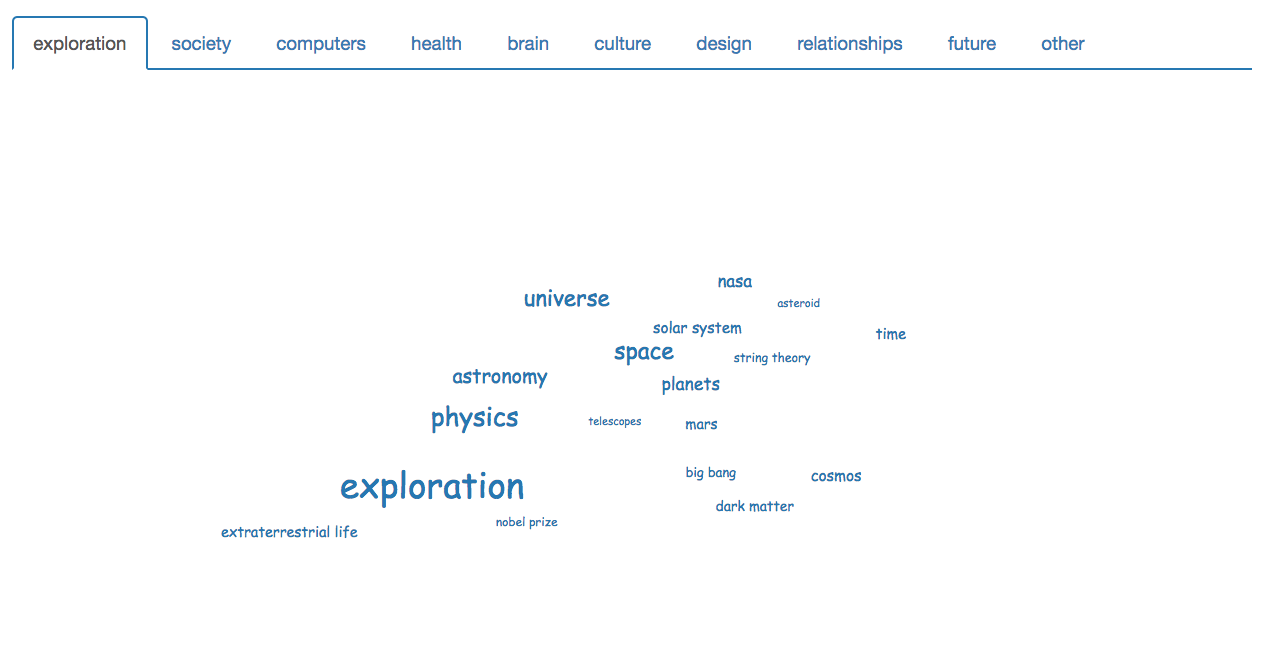 exploration society computers health brain culture design relationships future other
nasa
universe
asteroid
solar system
time
space
string theory
astronomy
planets
physics
telescopes
mars
big bang
cosmos
exploration
dark matter
nobel prize
extraterrestrial life